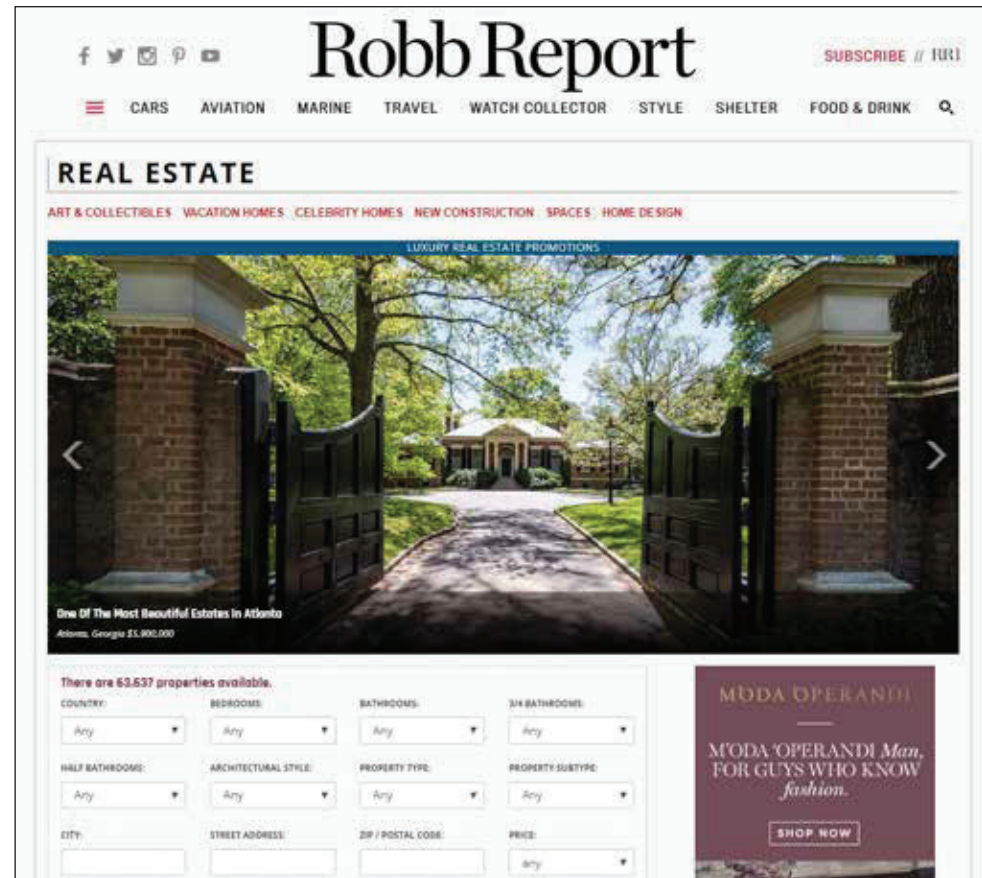 Robb Report
SUBSCRIBE // RR1
CARS AVIATION MARINE TRAVEL WATCH COLLECTOR STYLE SHELTER FOOD & DRINK
REAL ESTATE
ART & COLLECTIBLES VACATION HOMES CELEBRITY HOMES NEW CONSTRUCTION SPACES HOME DESIGN
LUXURY REAL ESTATE PROMOTIONS
One Of The Most Beautiful Estates in Atlanta
Atlanta, Georgia $5,900,000
There are 63,637 properties available.
COUNTRY: BEDROOMS: BATHROOMS: 3/4 BATHROOMS:
Any Any Any Any
HALF BATHROOMS: ARCHITECTURAL STYLE: PROPERTY TYPE: PROPERTY SUBTYPE:
Any Any Any Any
CITY: STREET ADDRESS: ZIP / POSTAL CODE: PRICE:
any
MODA OPERANDI
M'ODA 'OPERANDI Man,
FOR GUYS WHO KNOW
fashion.
SHOP NOW